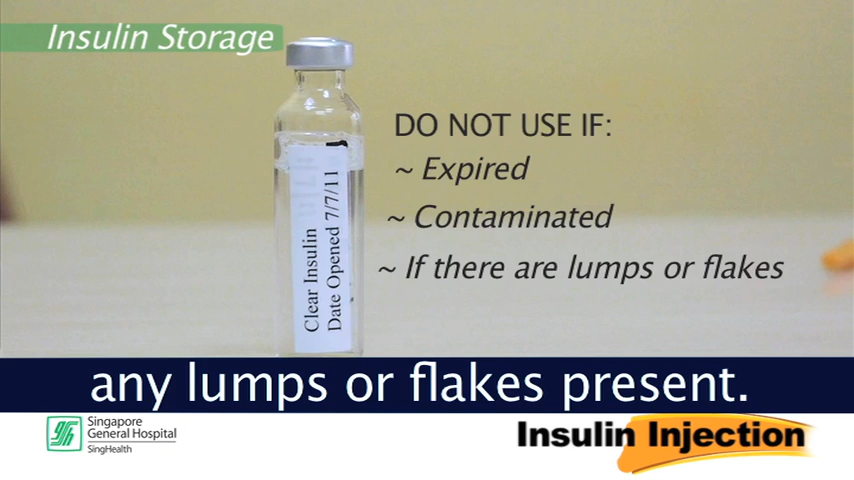 Insulin Storage
DO NOT USE IF:
~ Expired
~ Contaminated
~ If there are lumps or flakes
Clear Insulin
Date Opened 7/7/11
any lumps or flakes present.
Singapore
General Hospital
SingHealth
Insulin Injection